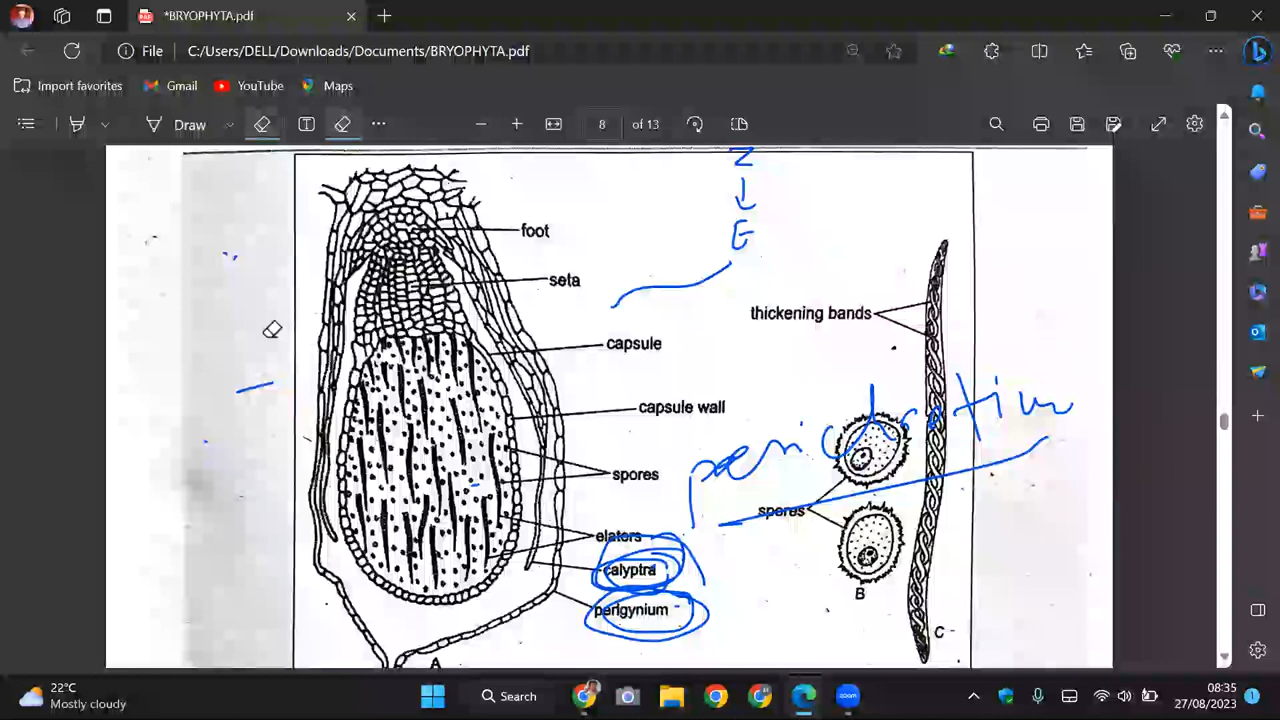 *BRYOPHYTA.pdf
File
C:/Users/DELL/Downloads/Documents/BRYOPHYTA.pdf
Import favorites
Gmail
YouTube
Maps
Draw
8 of 13
Z
E
foot
seta
thickening bands
capsule
capsule wall
spores
spores
elaters
calyptra
perigynium
A
B
C
22°C
Mostly cloudy
Search
zoom
08:35
27/08/2023
1